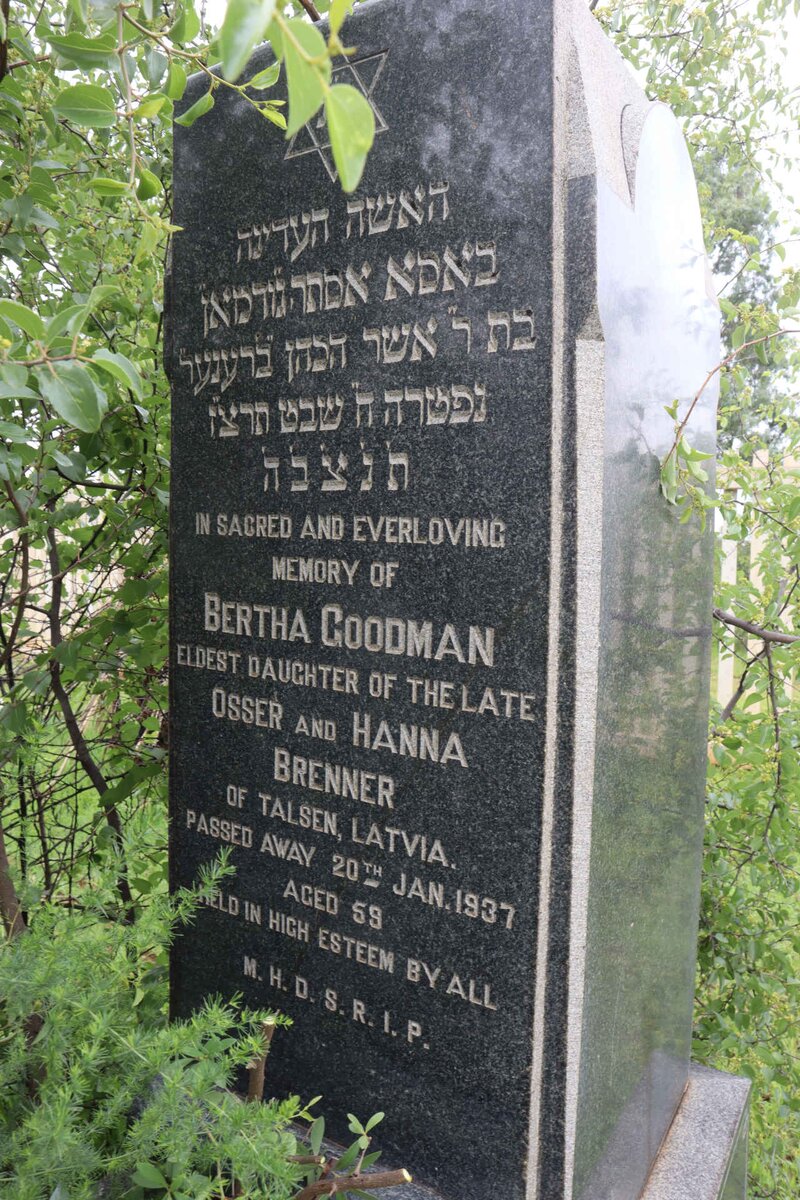 האשה העדינה
באסא אסתר גודמאן
בת ר' אשר הכהן ברענער
נפטרה ח' שבט תרצ"ז
ת נ צ ב ה
IN SACRED AND EVERLOVING
MEMORY OF
BERTHA GOODMAN
ELDEST DAUGHTER OF THE LATE
OSSER AND HANNA
BRENNER
OF TALSEN, LATVIA.
PASSED AWAY 20TH JAN. 1937
AGED 59
HELD IN HIGH ESTEEM BY ALL
M. H. D. S. R. I. P.